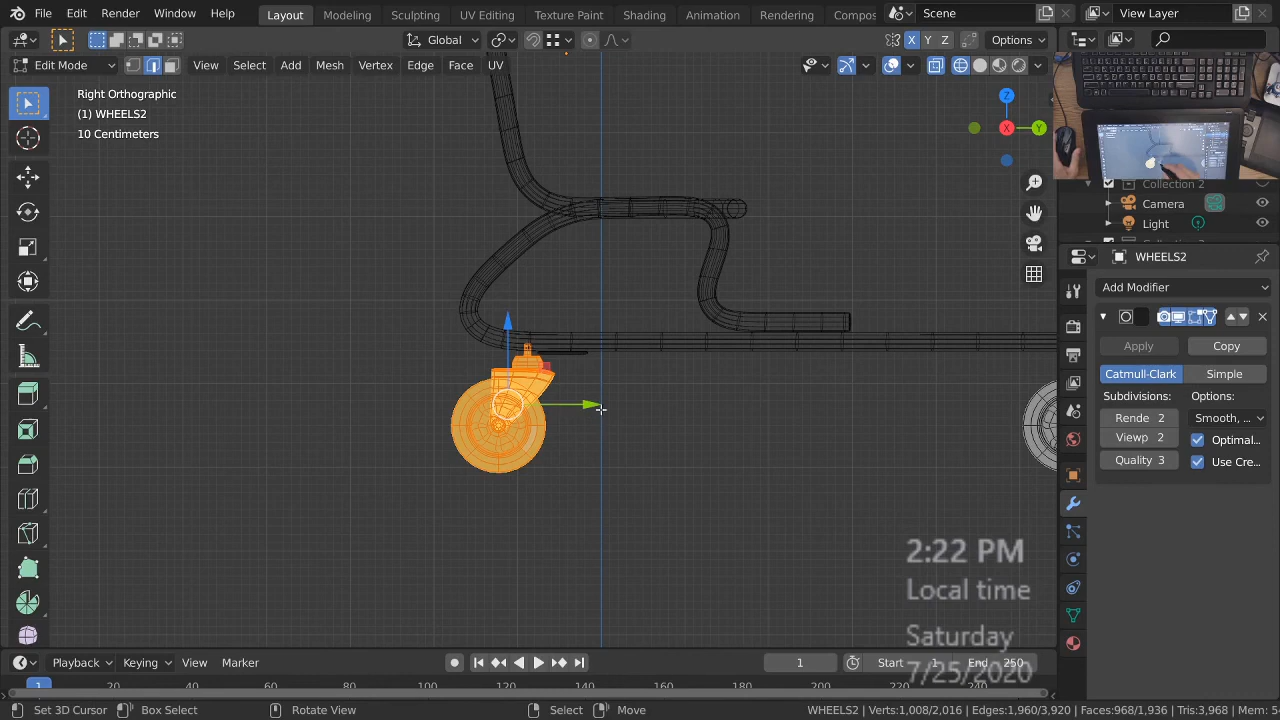 File Edit Render Window Help Layout Modeling Sculpting UV Editing Texture Paint Shading Animation Rendering Compos Scene View Layer
Global Options
X Y Z
Edit Mode View Select Add Mesh Vertex Edge Face UV
Right Orthographic
(1) WHEELS2
10 Centimeters
Z
X
Y
Collection 2
Camera
Light
WHEELS2
Add Modifier
Apply Copy
Catmull-Clark Simple
Subdivisions: Options:
Rende 2 Smooth, ...
Viewp 2 Optimal...
Quality 3 Use Cre...
2:22 PM
Local time
Saturday
7/25/2020
Playback Keying View Marker 1 Start 1 End 250
1 20 80 100 120 140 160 180 200 220
Set 3D Cursor Box Select Rotate View Select Move WHEELS2 Verts:1,008/2,016 Edges:1,960/3,920 Faces:968/1,936 Tris:3,968